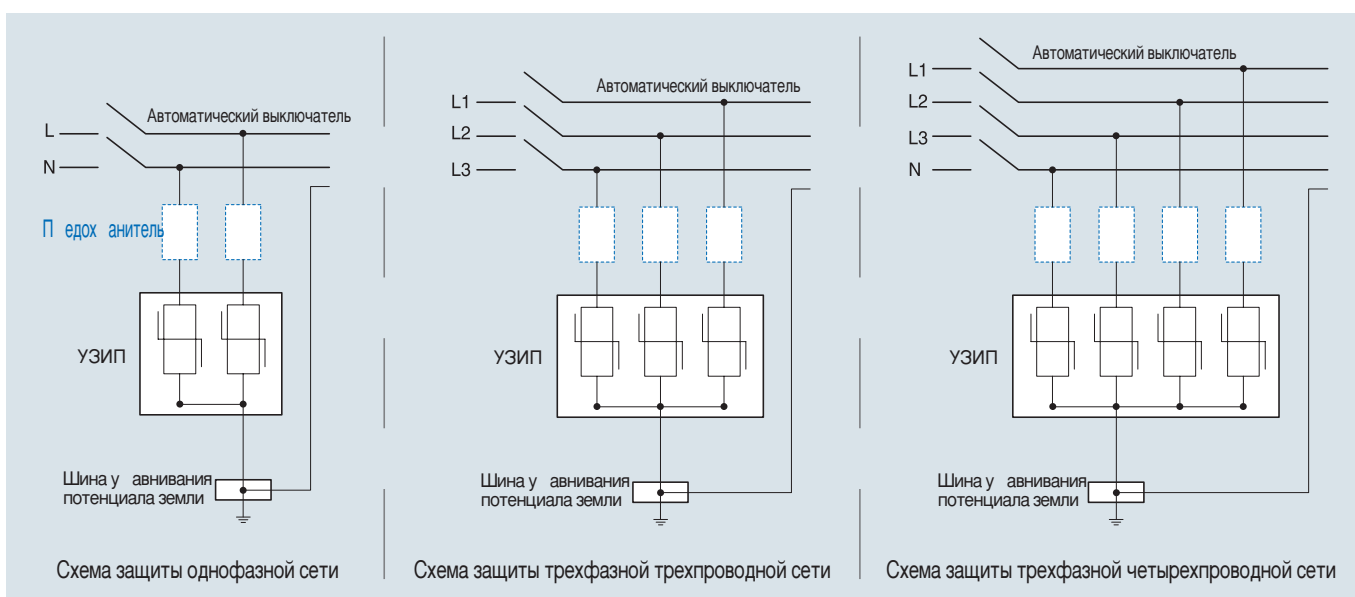 Автоматический выключатель
L
N
П едох анитель
УЗИП
Шина у авнивания
потенциала земли
Схема защиты однофазной сети
Автоматический выключатель
L1
L2
L3
УЗИП
Шина у авнивания
потенциала земли
Схема защиты трехфазной трехпроводной сети
Автоматический выключатель
L1
L2
L3
N
УЗИП
Шина у авнивания
потенциала земли
Схема защиты трехфазной четырехпроводной сети